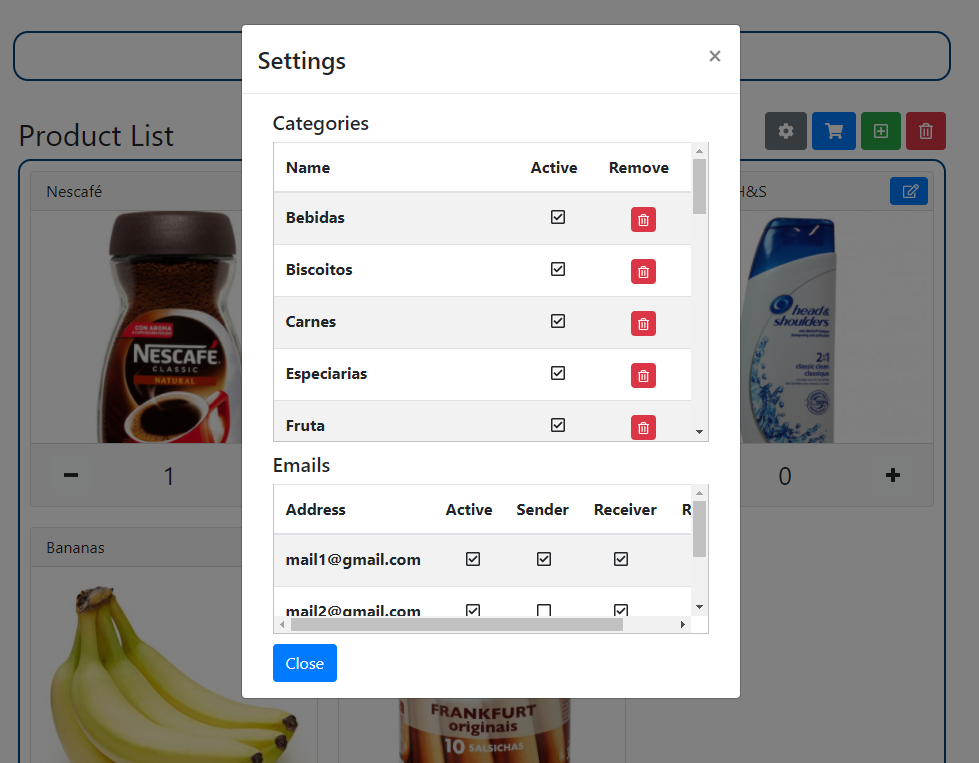 Settings
×
Product List
Categories
Name Active Remove
Bebidas
Biscoitos
Carnes
Especiarias
Fruta
Emails
Address Active Sender Receiver R
mail1@gmail.com
mail2@gmail.com
Close
Nescafé
CON AROMA
NESCAFÉ
CLASSIC
NATURAL
1
H&S
head&
shoulders
2in1
classic clean
classique
0
Bananas
FRANKFURT
originais
10 SALSICHAS